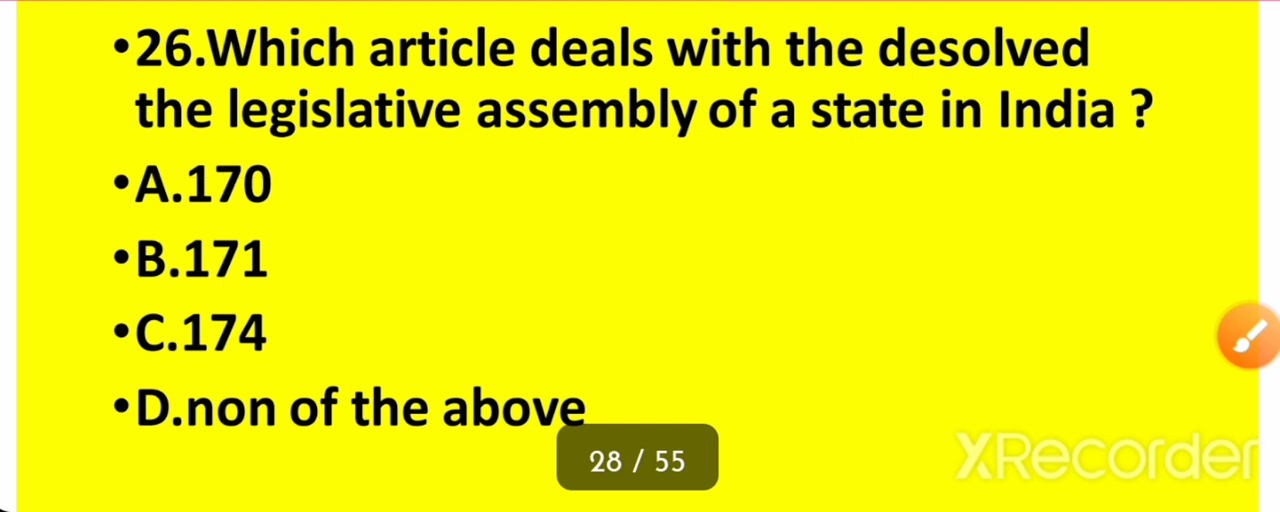 •26.Which article deals with the desolved
the legislative assembly of a state in India ?
•A.170
•B.171
•C.174
•D.non of the above
28 / 55
XRecorder